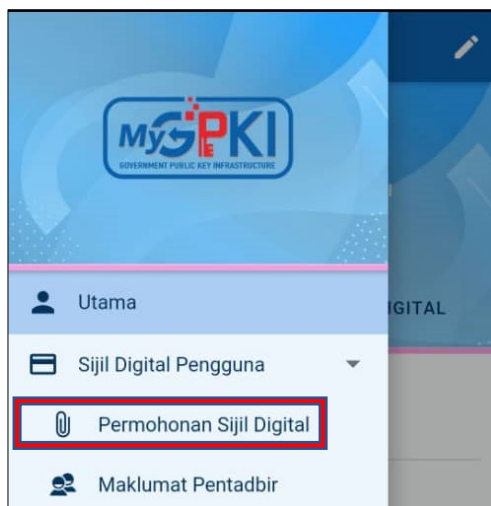 MyGPKI
GOVERNMENT PUBLIC KEY INFRASTRUCTURE
Utama
IGITAL
Sijil Digital Pengguna
Permohonan Sijil Digital
Maklumat Pentadbir